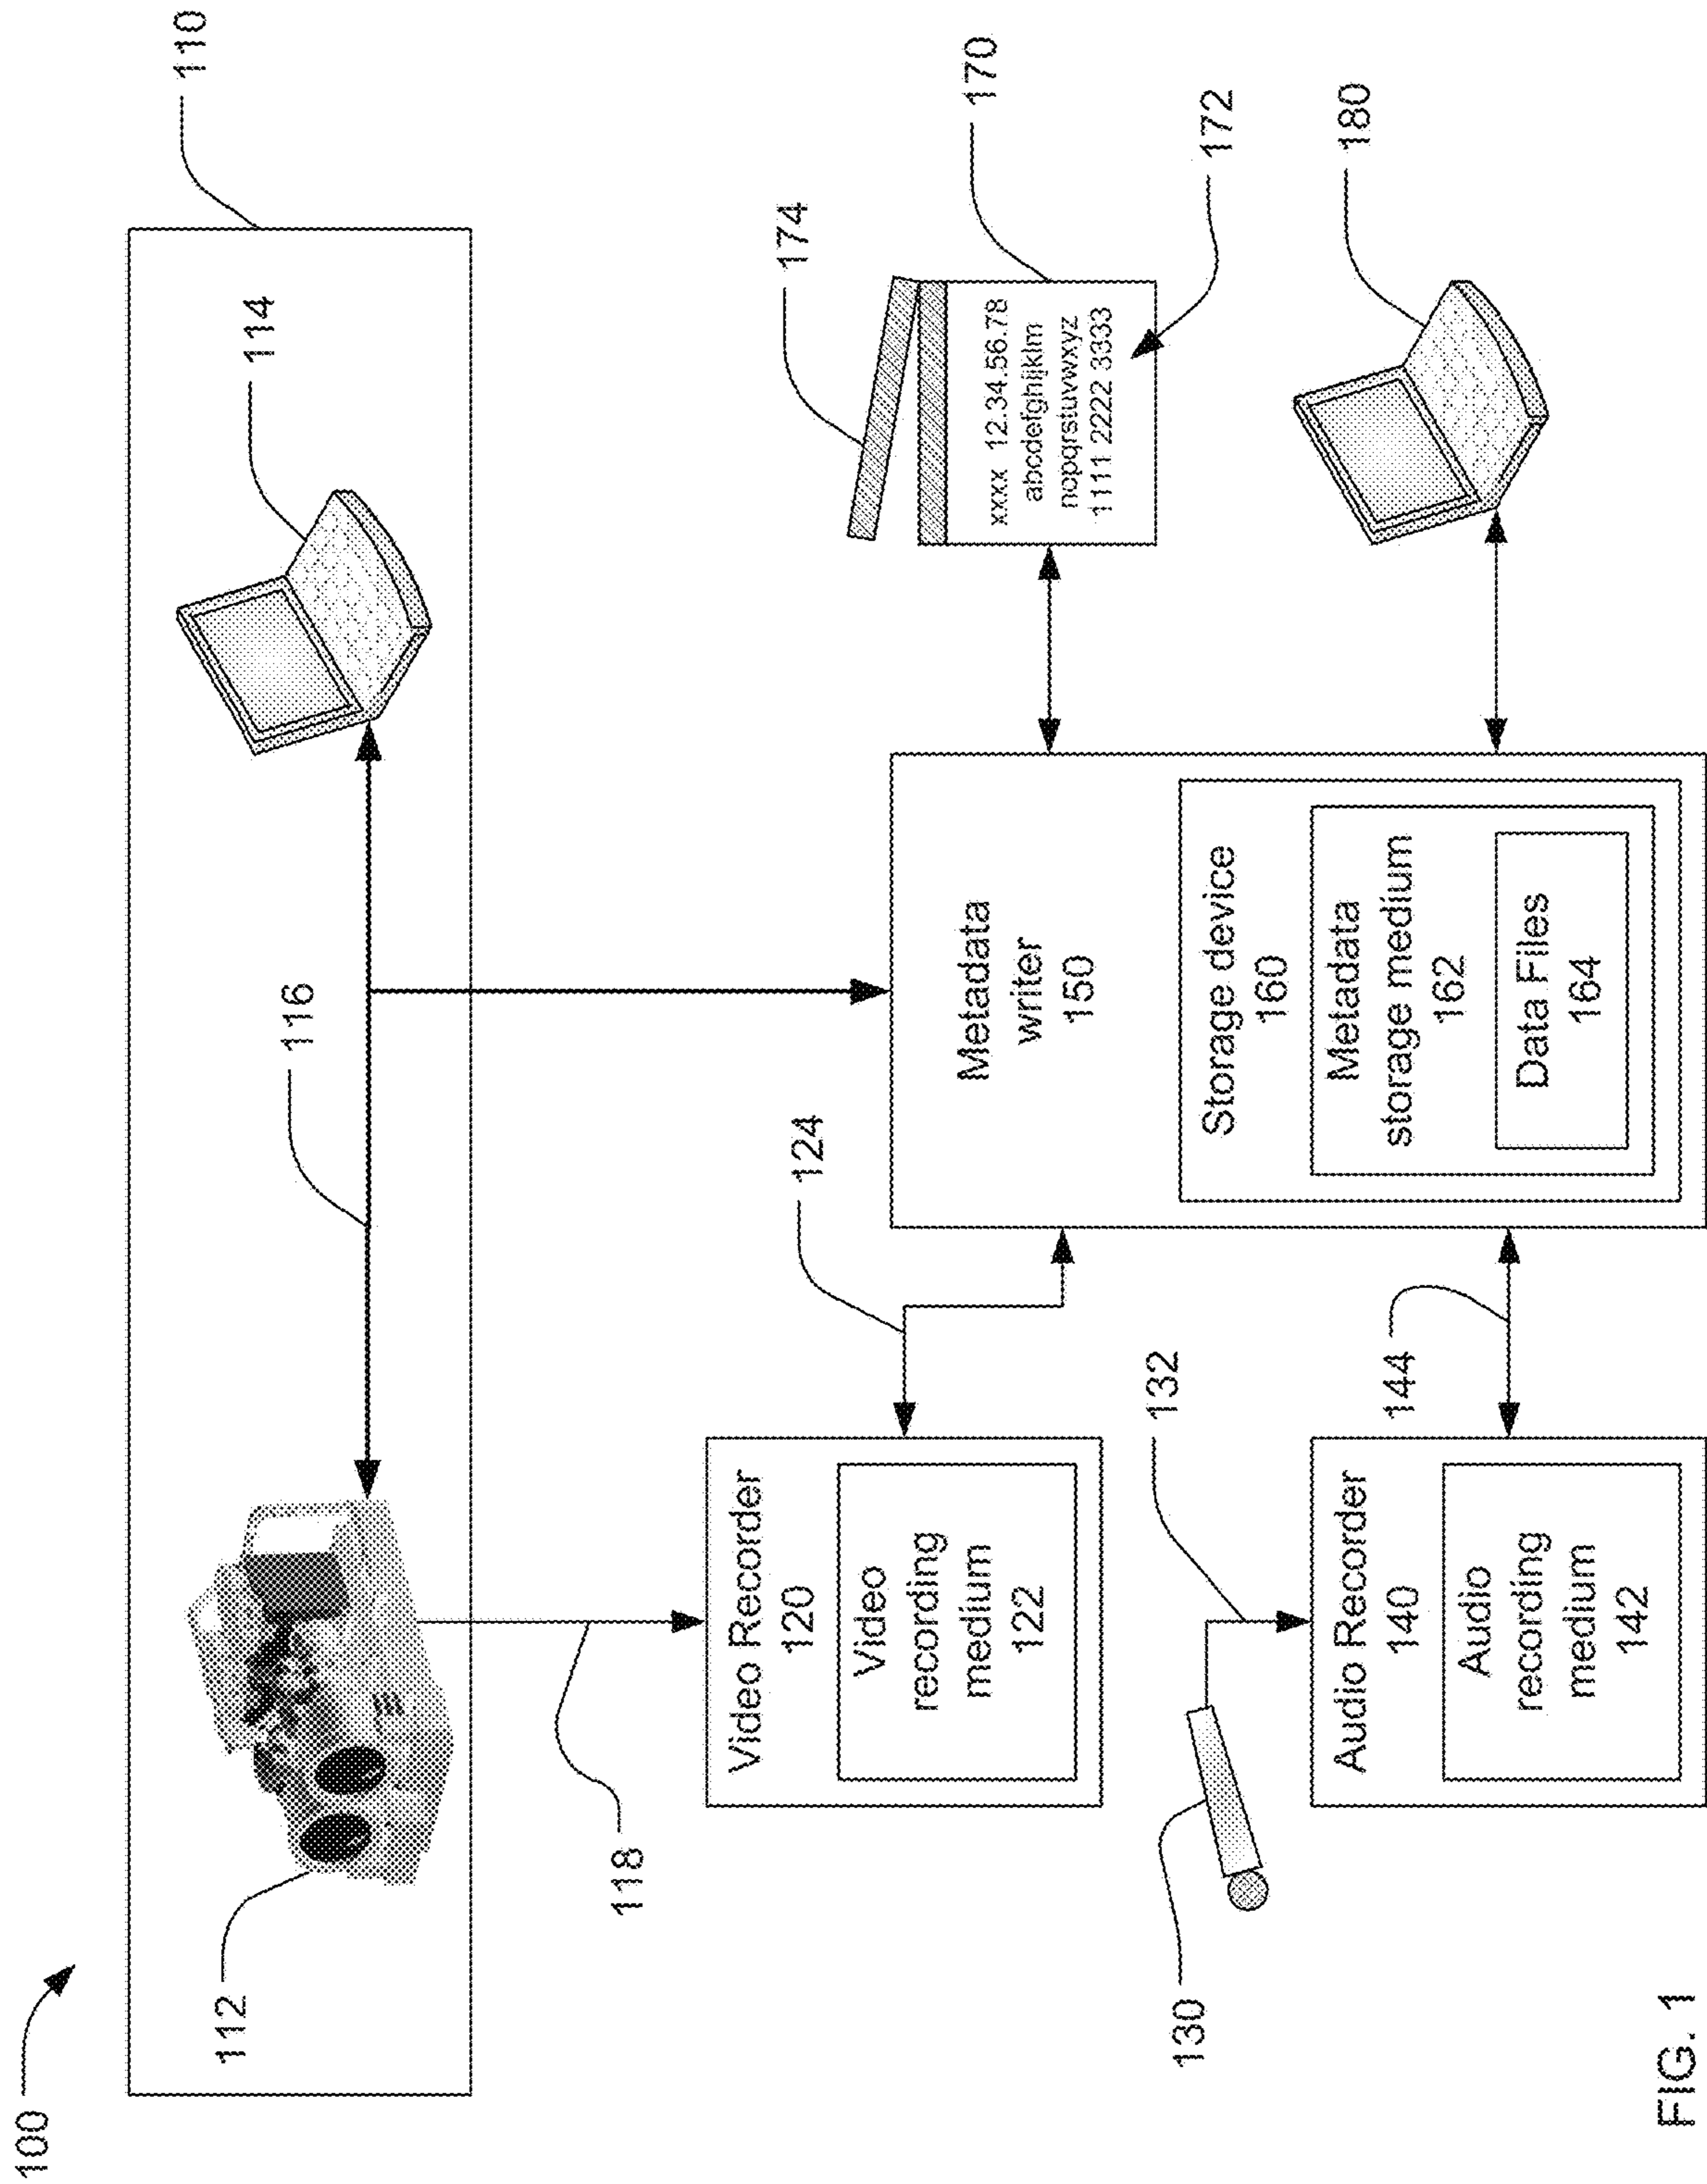 100
110
112
114
116
118
Video Recorder
120
Video
recording
medium
122
124
130
132
Audio Recorder
140
Audio
recording
medium
142
144
Metadata
writer
150
Storage device
160
Metadata
storage medium
162
Data Files
164
174
170
xxxx 12.34.56.78
abcdefghijklm
nopqrstuvwxyz
1111 2222 3333
172
180
FIG. 1